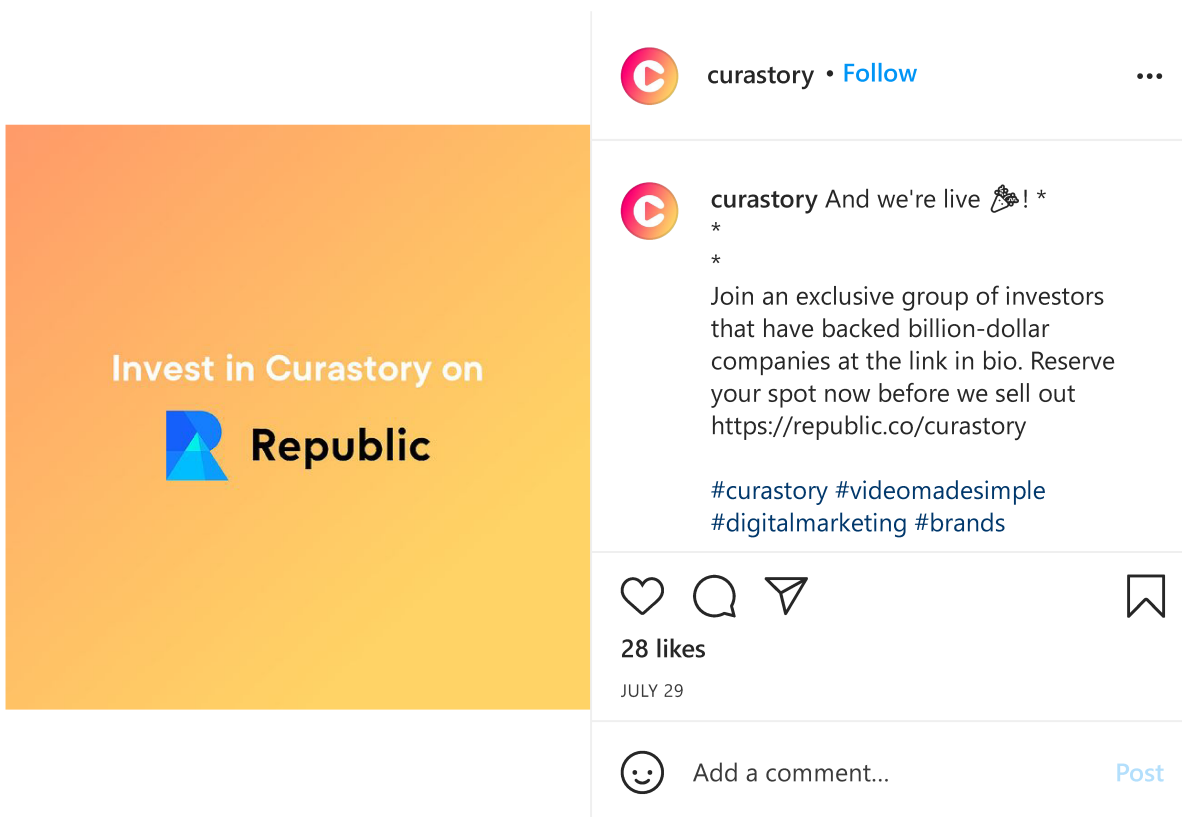 Invest in Curastory on
Republic
curastory • Follow
curastory And we're live 🎉! *
*
*
Join an exclusive group of investors
that have backed billion-dollar
companies at the link in bio. Reserve
your spot now before we sell out
https://republic.co/curastory
#curastory #videomadesimple
#digitalmarketing #brands
28 likes
JULY 29
Add a comment...
Post